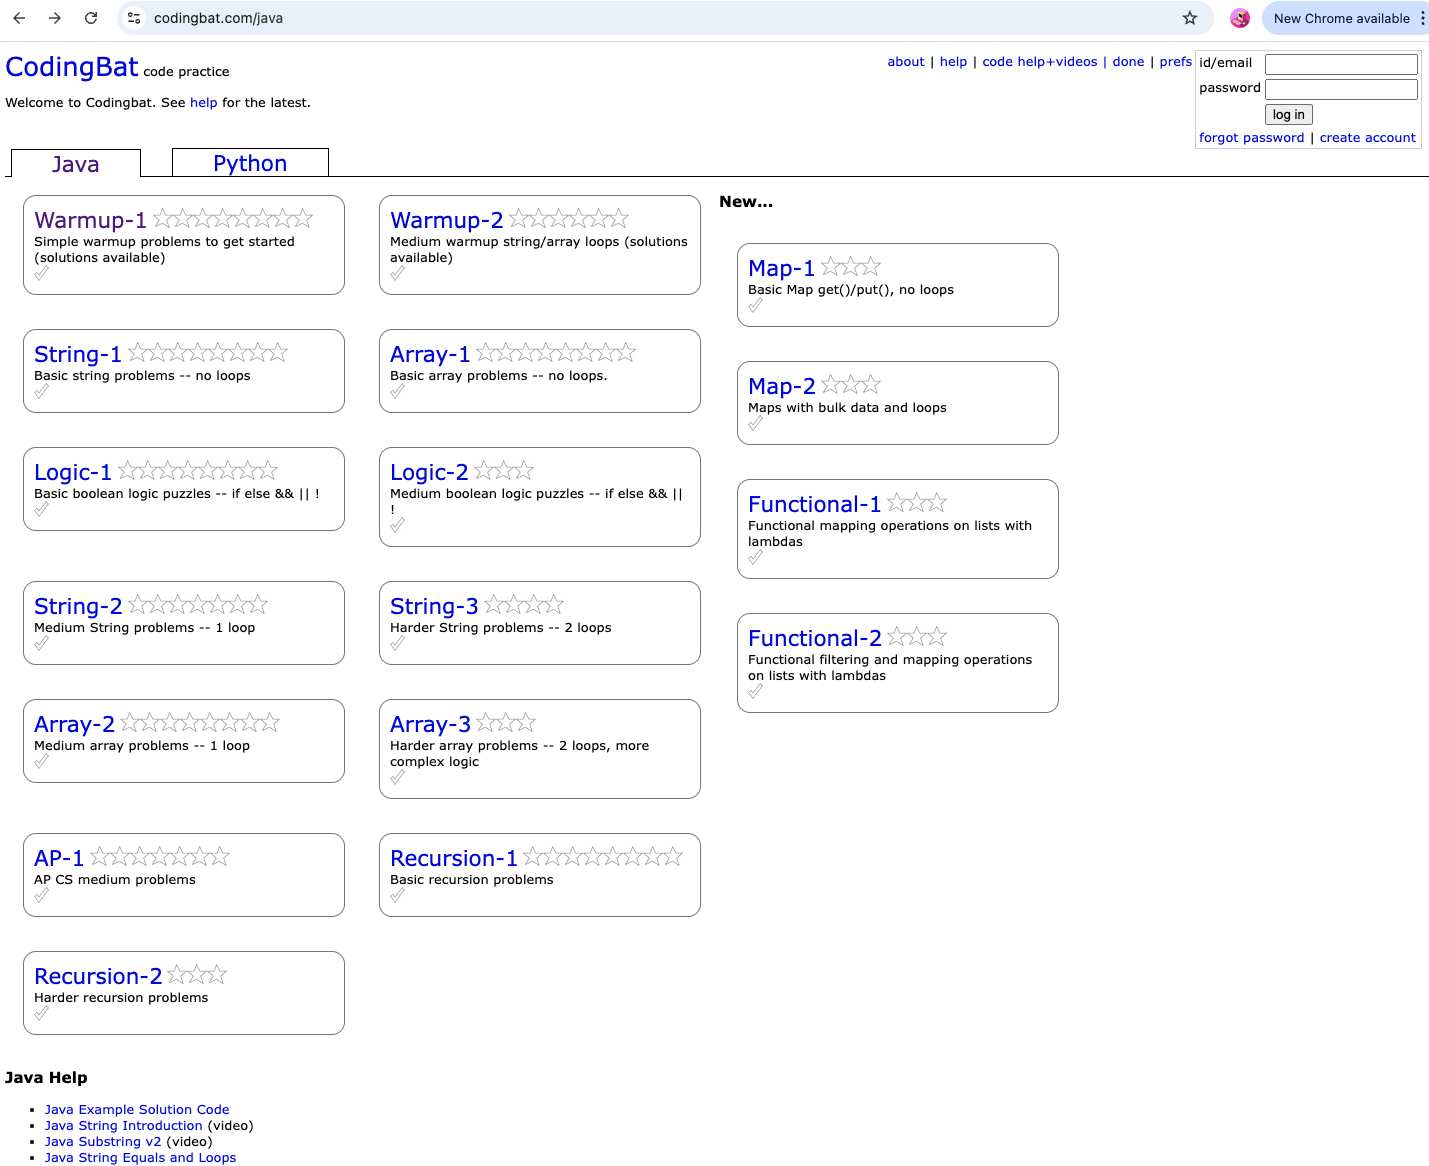 codingbat.com/java
New Chrome available
CodingBat code practice
about | help | code help+videos | done | prefs
id/email
password
log in
forgot password | create account
Welcome to Codingbat. See help for the latest.
Java
Python
Warmup-1
Simple warmup problems to get started
(solutions available)
Warmup-2
Medium warmup string/array loops (solutions
available)
New...
Map-1
Basic Map get()/put(), no loops
String-1
Basic string problems -- no loops
Array-1
Basic array problems -- no loops.
Map-2
Maps with bulk data and loops
Logic-1
Basic boolean logic puzzles -- if else && || !
Logic-2
Medium boolean logic puzzles -- if else && ||
!
Functional-1
Functional mapping operations on lists with
lambdas
String-2
Medium String problems -- 1 loop
String-3
Harder String problems -- 2 loops
Functional-2
Functional filtering and mapping operations
on lists with lambdas
Array-2
Medium array problems -- 1 loop
Array-3
Harder array problems -- 2 loops, more
complex logic
AP-1
AP CS medium problems
Recursion-1
Basic recursion problems
Recursion-2
Harder recursion problems
Java Help
Java Example Solution Code
Java String Introduction (video)
Java Substring v2 (video)
Java String Equals and Loops